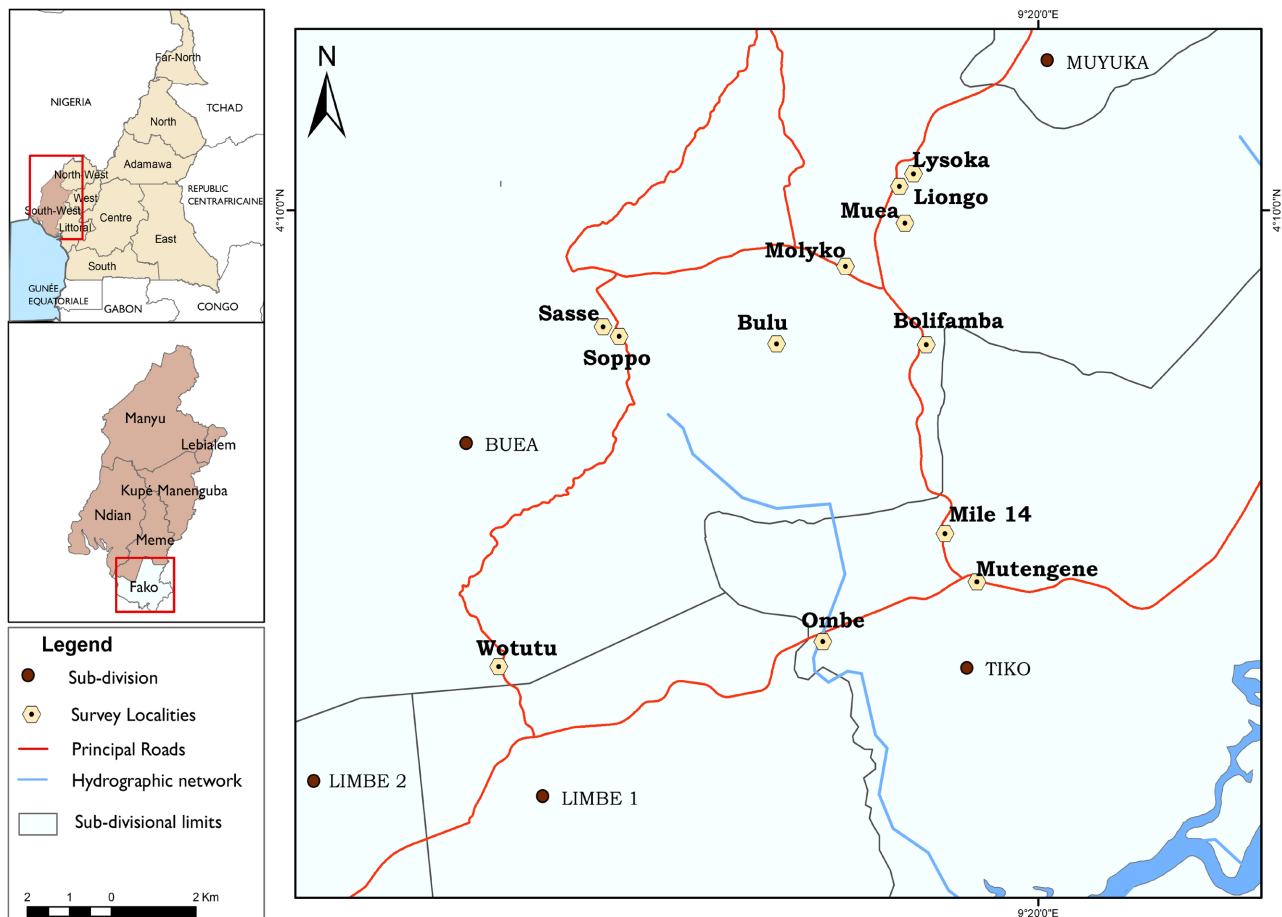 Far-North
NIGERIA
TCHAD
North
Adamawa
North-West
REPUBLIC
CENTRAFRICAINE
West
South-West
Centre
Littoral
East
South
GUNÉE
EQUATORIALE
GABON
CONGO
Manyu
Lebialem
Kupé Manenguba
Ndian
Meme
Fako
Legend
Sub-division
Survey Localities
Principal Roads
Hydrographic network
Sub-divisional limits
2 1 0 2 Km
9°20'0"E
N
MUYUKA
Lysoka
Liongo
4°10'0"N
4°10'0"N
Muea
Molyko
Sasse
Bulu
Bolifamba
Soppo
BUEA
Mile 14
Mutengene
Ombe
Wotutu
TIKO
LIMBE 2
LIMBE 1
9°20'0"E